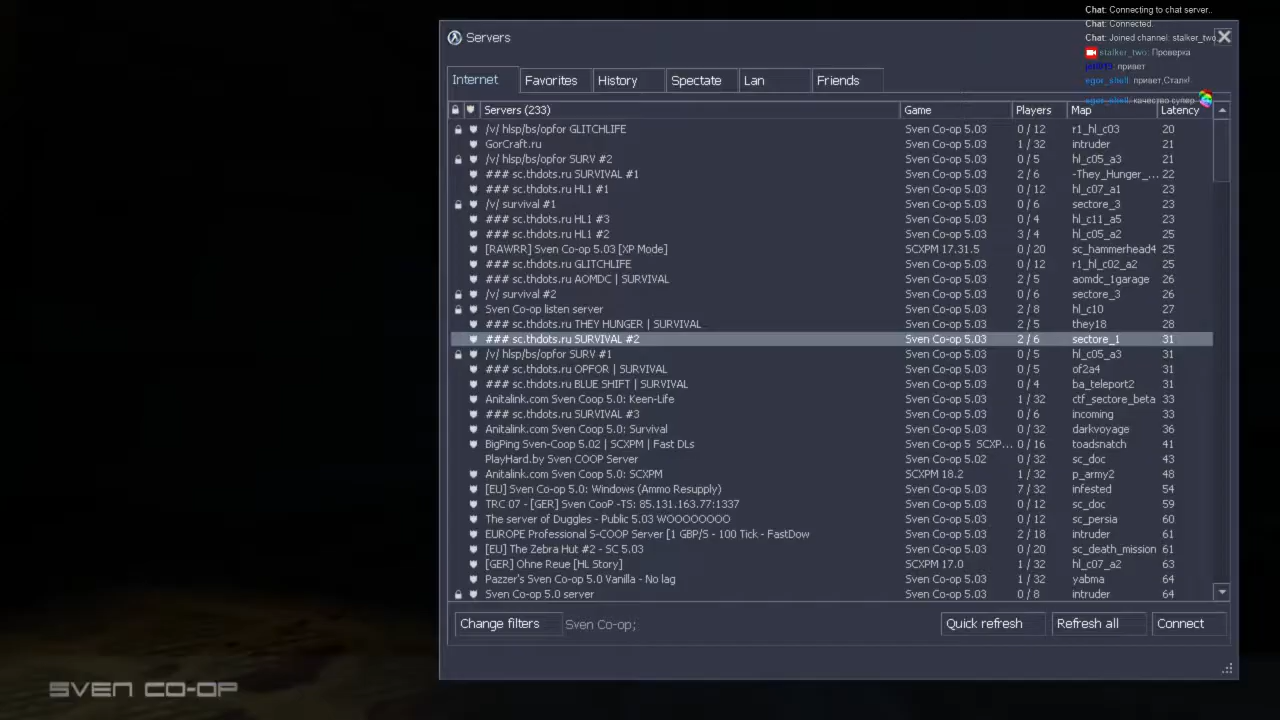 Chat: Connecting to chat server..
Chat: Connected.
Chat: Joined channel: stalker_two
stalker_two: Проверка
привет
egor_shell: привет,Сталк!
egor_shell: качество супер
Servers
Internet Favorites History Spectate Lan Friends
Servers (233) Game Players Map Latency
/v/ hlsp/bs/opfor GLITCHLIFE Sven Co-op 5.03 0 / 12 r1_hl_c03 20
GorCraft.ru Sven Co-op 5.03 1 / 32 intruder 21
/v/ hlsp/bs/opfor SURV #2 Sven Co-op 5.03 0 / 5 hl_c05_a3 21
### sc.thdots.ru SURVIVAL #1 Sven Co-op 5.03 2 / 6 -They_Hunger_... 22
### sc.thdots.ru HL1 #1 Sven Co-op 5.03 0 / 12 hl_c07_a1 23
/v/ survival #1 Sven Co-op 5.03 0 / 6 sectore_3 23
### sc.thdots.ru HL1 #3 Sven Co-op 5.03 0 / 4 hl_c11_a5 23
### sc.thdots.ru HL1 #2 Sven Co-op 5.03 3 / 4 hl_c05_a2 25
[RAWRR] Sven Co-op 5.03 [XP Mode] SCXPM 17.31.5 0 / 20 sc_hammerhead4 25
### sc.thdots.ru GLITCHLIFE Sven Co-op 5.03 0 / 12 r1_hl_c02_a2 25
### sc.thdots.ru AOMDC | SURVIVAL Sven Co-op 5.03 2 / 5 aomdc_1garage 26
/v/ survival #2 Sven Co-op 5.03 0 / 6 sectore_3 26
Sven Co-op listen server Sven Co-op 5.03 2 / 8 hl_c10 27
### sc.thdots.ru THEY HUNGER | SURVIVAL Sven Co-op 5.03 2 / 5 they18 28
### sc.thdots.ru SURVIVAL #2 Sven Co-op 5.03 2 / 6 sectore_1 31
/v/ hlsp/bs/opfor SURV #1 Sven Co-op 5.03 0 / 5 hl_c05_a3 31
### sc.thdots.ru OPFOR | SURVIVAL Sven Co-op 5.03 0 / 5 of2a4 31
### sc.thdots.ru BLUE SHIFT | SURVIVAL Sven Co-op 5.03 0 / 4 ba_teleport2 31
Anitalink.com Sven Coop 5.0: Keen-Life Sven Co-op 5.03 1 / 32 ctf_sectore_beta 33
### sc.thdots.ru SURVIVAL #3 Sven Co-op 5.03 0 / 6 incoming 33
Anitalink.com Sven Coop 5.0: Survival Sven Co-op 5.03 0 / 32 darkvoyage 36
BigPing Sven-Coop 5.02 | SCXPM | Fast DLs Sven Co-op 5 SCXP... 0 / 16 toadsnatch 41
PlayHard.by Sven COOP Server Sven Co-op 5.02 0 / 32 sc_doc 43
Anitalink.com Sven Coop 5.0: SCXPM SCXPM 18.2 1 / 32 p_army2 48
[EU] Sven Co-op 5.0: Windows (Ammo Resupply) Sven Co-op 5.03 7 / 32 infested 54
TRC 07 - [GER] Sven CooP -TS: 85.131.163.77:1337 Sven Co-op 5.03 0 / 12 sc_doc 59
The server of Duggles - Public 5.03 WOOOOOOOO Sven Co-op 5.03 0 / 12 sc_persia 60
EUROPE Professional S-COOP Server [1 GBP/S - 100 Tick - FastDow Sven Co-op 5.03 2 / 18 intruder 61
[EU] The Zebra Hut #2 - SC 5.03 Sven Co-op 5.03 0 / 20 sc_death_mission 61
[GER] Ohne Reue [HL Story] SCXPM 17.0 1 / 32 hl_c07_a2 63
Pazzer's Sven Co-op 5.0 Vanilla - No lag Sven Co-op 5.03 1 / 32 yabma 64
Sven Co-op 5.0 server Sven Co-op 5.03 0 / 8 intruder 64
Change filters Sven Co-op; Quick refresh Refresh all Connect
SVEN CO-OP